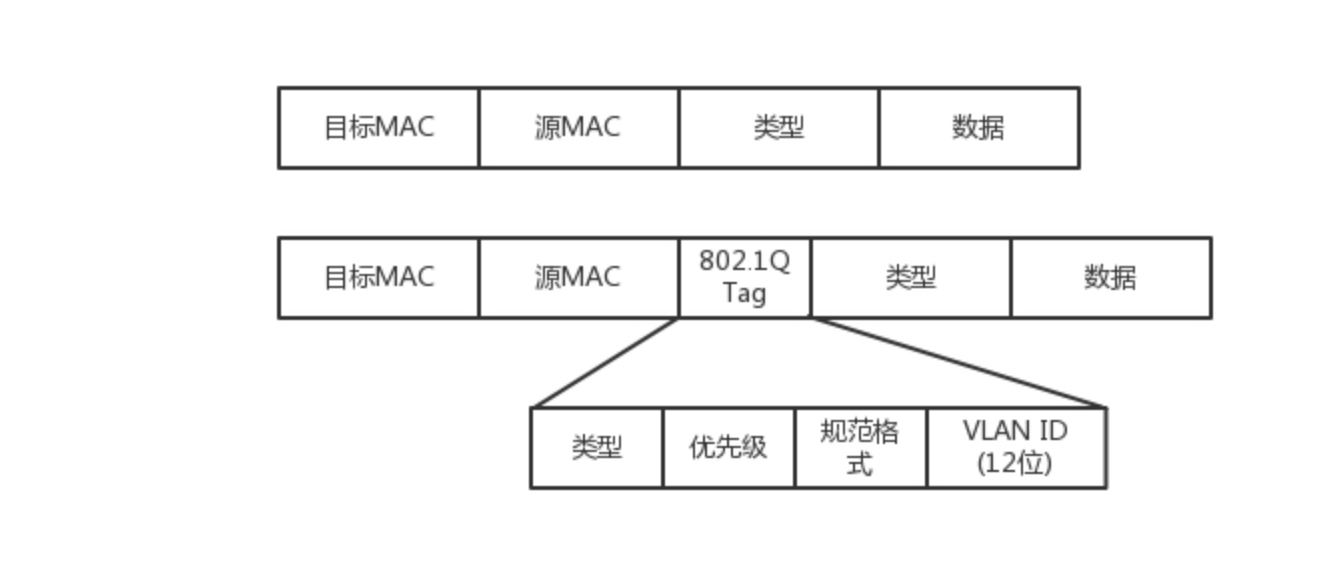 目标MAC 源MAC 类型 数据
目标MAC 源MAC 802.1Q Tag 类型 数据
类型 优先级 规范格式 VLAN ID (12位)